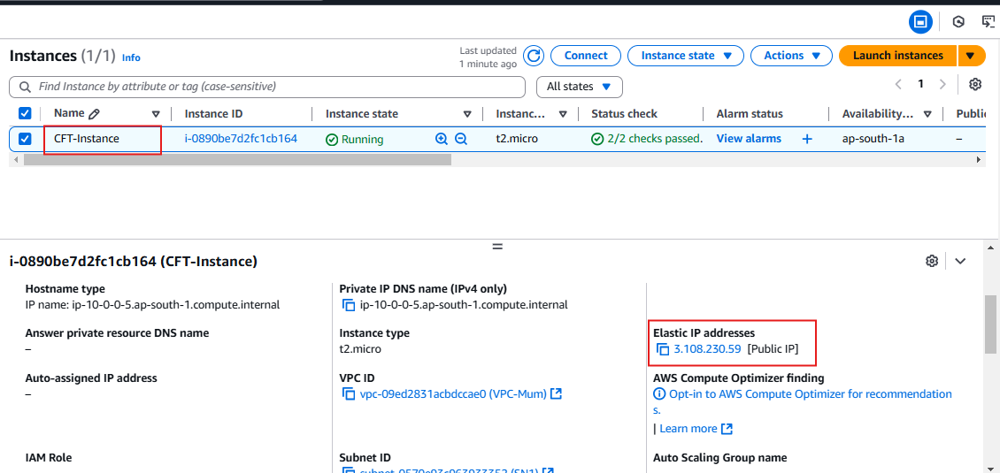 Instances (1/1) Info
Last updated
1 minute ago
Connect
Instance state
Actions
Launch instances
Find Instance by attribute or tag (case-sensitive)
All states
1
Name
Instance ID
Instance state
Instanc...
Status check
Alarm status
Availability...
Public
CFT-Instance
i-0890be7d2fc1cb164
Running
t2.micro
2/2 checks passed.
View alarms +
ap-south-1a
–
i-0890be7d2fc1cb164 (CFT-Instance)
Hostname type
IP name: ip-10-0-0-5.ap-south-1.compute.internal
Private IP DNS name (IPv4 only)
ip-10-0-0-5.ap-south-1.compute.internal
Answer private resource DNS name
–
Instance type
t2.micro
Elastic IP addresses
3.108.230.59 [Public IP]
Auto-assigned IP address
–
VPC ID
vpc-09ed2831acbdccae0 (VPC-Mum)
AWS Compute Optimizer finding
Opt-in to AWS Compute Optimizer for recommendation
s.
| Learn more
IAM Role
Subnet ID
(SN1)
Auto Scaling Group name